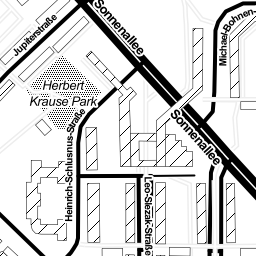 Sonnenallee
Jupiterstraße
Michael-Bohnen-
Herbert
Krause Park
Sonnenallee
Heinrich-Schlusnus-Straße
Leo-Slezak-Straße